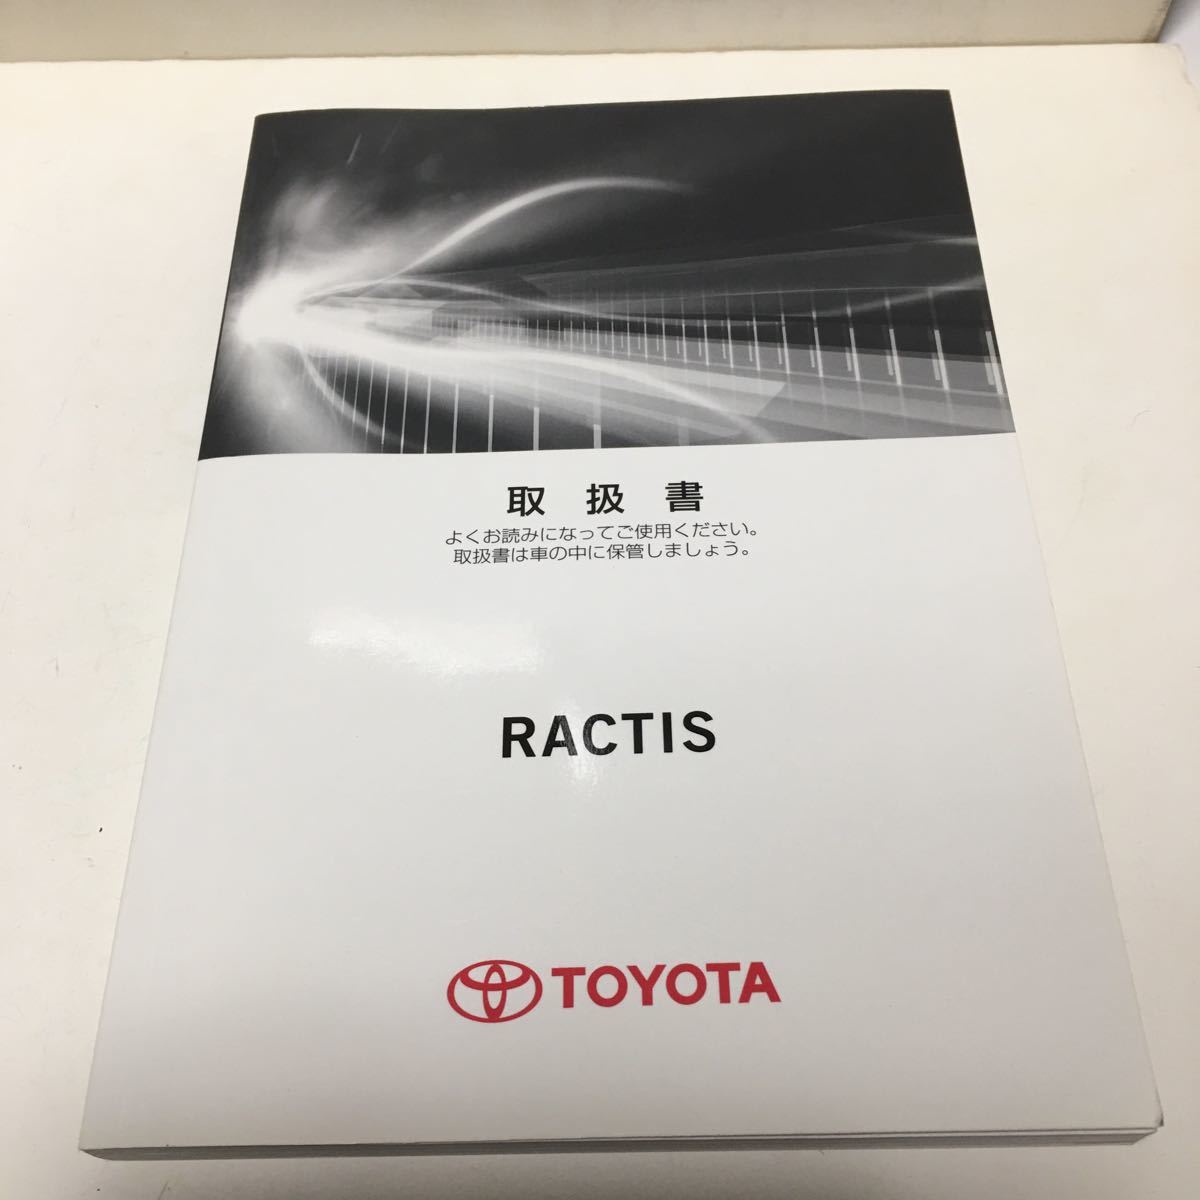 取扱書
よくお読みになってご使用ください。
取扱書は車の中に保管しましょう。
RACTIS
TOYOTA